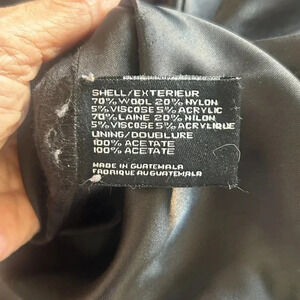 SHELL/EXTERIEUR
70% WOOL 20% NYLON
5% VISCOSE 5% ACRYLIC
70% LAINE 20% NILON
5% VISCOSE 5% ACRYLIQUE
LINING/DOUBLURE
100% ACETATE
100% ACETATE
MADE IN GUATEMALA
FABRIQUE AU GUATEMALA